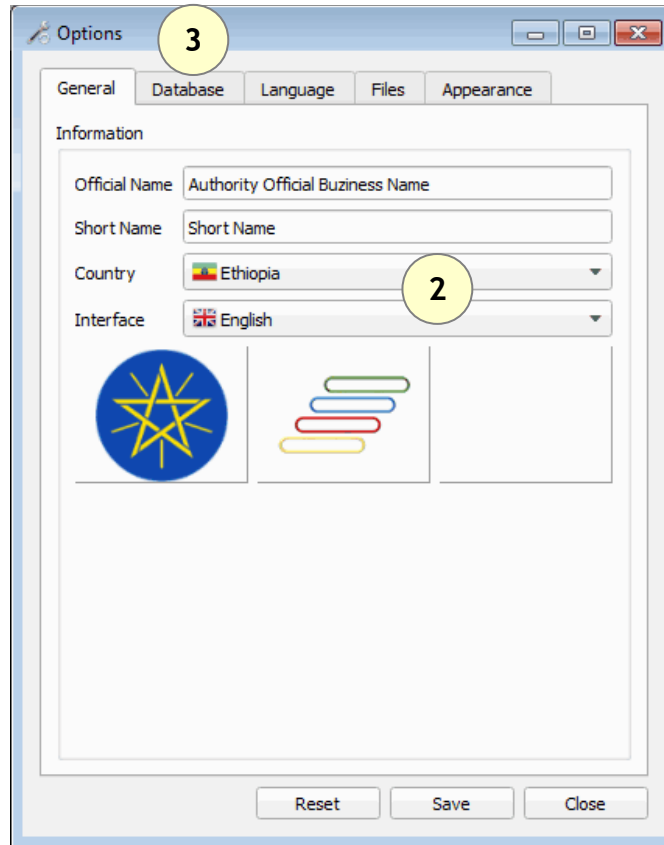 Options
3
General Database Language Files Appearance
Information
Official Name Authority Official Buziness Name
Short Name Short Name
Country Ethiopia
2
Interface English
Reset Save Close